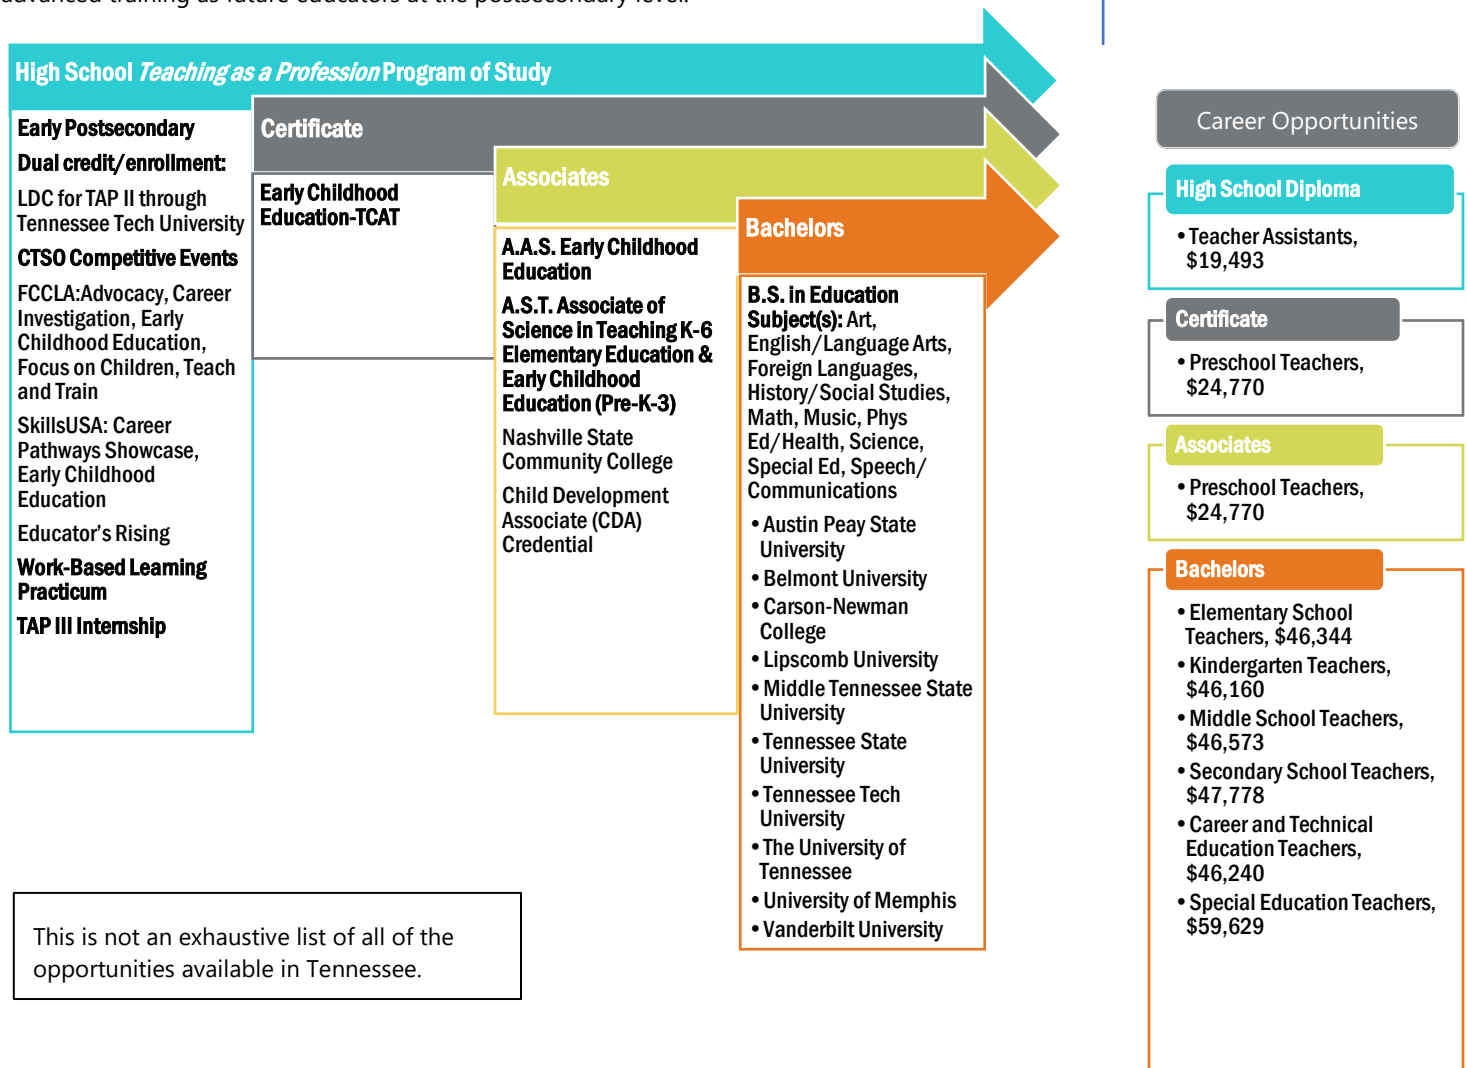 advanced training as future educators at the postsecondary level.
High School Teaching as a Profession Program of Study
Early Postsecondary
Dual credit/enrollment:
LDC for TAP II through
Tennessee Tech University
CTSO Competitive Events
FCCLA:Advocacy, Career
Investigation, Early
Childhood Education,
Focus on Children, Teach
and Train
SkillsUSA: Career
Pathways Showcase,
Early Childhood
Education
Educator's Rising
Work-Based Learning
Practicum
TAP III Internship
Certificate
Early Childhood
Education-TCAT
Associates
A.A.S. Early Childhood
Education
A.S.T. Associate of
Science in Teaching K-6
Elementary Education &
Early Childhood
Education (Pre-K-3)
Nashville State
Community College
Child Development
Associate (CDA)
Credential
Bachelors
B.S. in Education
Subject(s): Art,
English/Language Arts,
Foreign Languages,
History/Social Studies,
Math, Music, Phys
Ed/Health, Science,
Special Ed, Speech/
Communications
• Austin Peay State
University
• Belmont University
• Carson-Newman
College
• Lipscomb University
• Middle Tennessee State
University
• Tennessee State
University
• Tennessee Tech
University
• The University of
Tennessee
• University of Memphis
• Vanderbilt University
This is not an exhaustive list of all of the
opportunities available in Tennessee.
Career Opportunities
High School Diploma
• Teacher Assistants,
$19,493
Certificate
• Preschool Teachers,
$24,770
Associates
• Preschool Teachers,
$24,770
Bachelors
• Elementary School
Teachers, $46,344
• Kindergarten Teachers,
$46,160
• Middle School Teachers,
$46,573
• Secondary School Teachers,
$47,778
• Career and Technical
Education Teachers,
$46,240
• Special Education Teachers,
$59,629